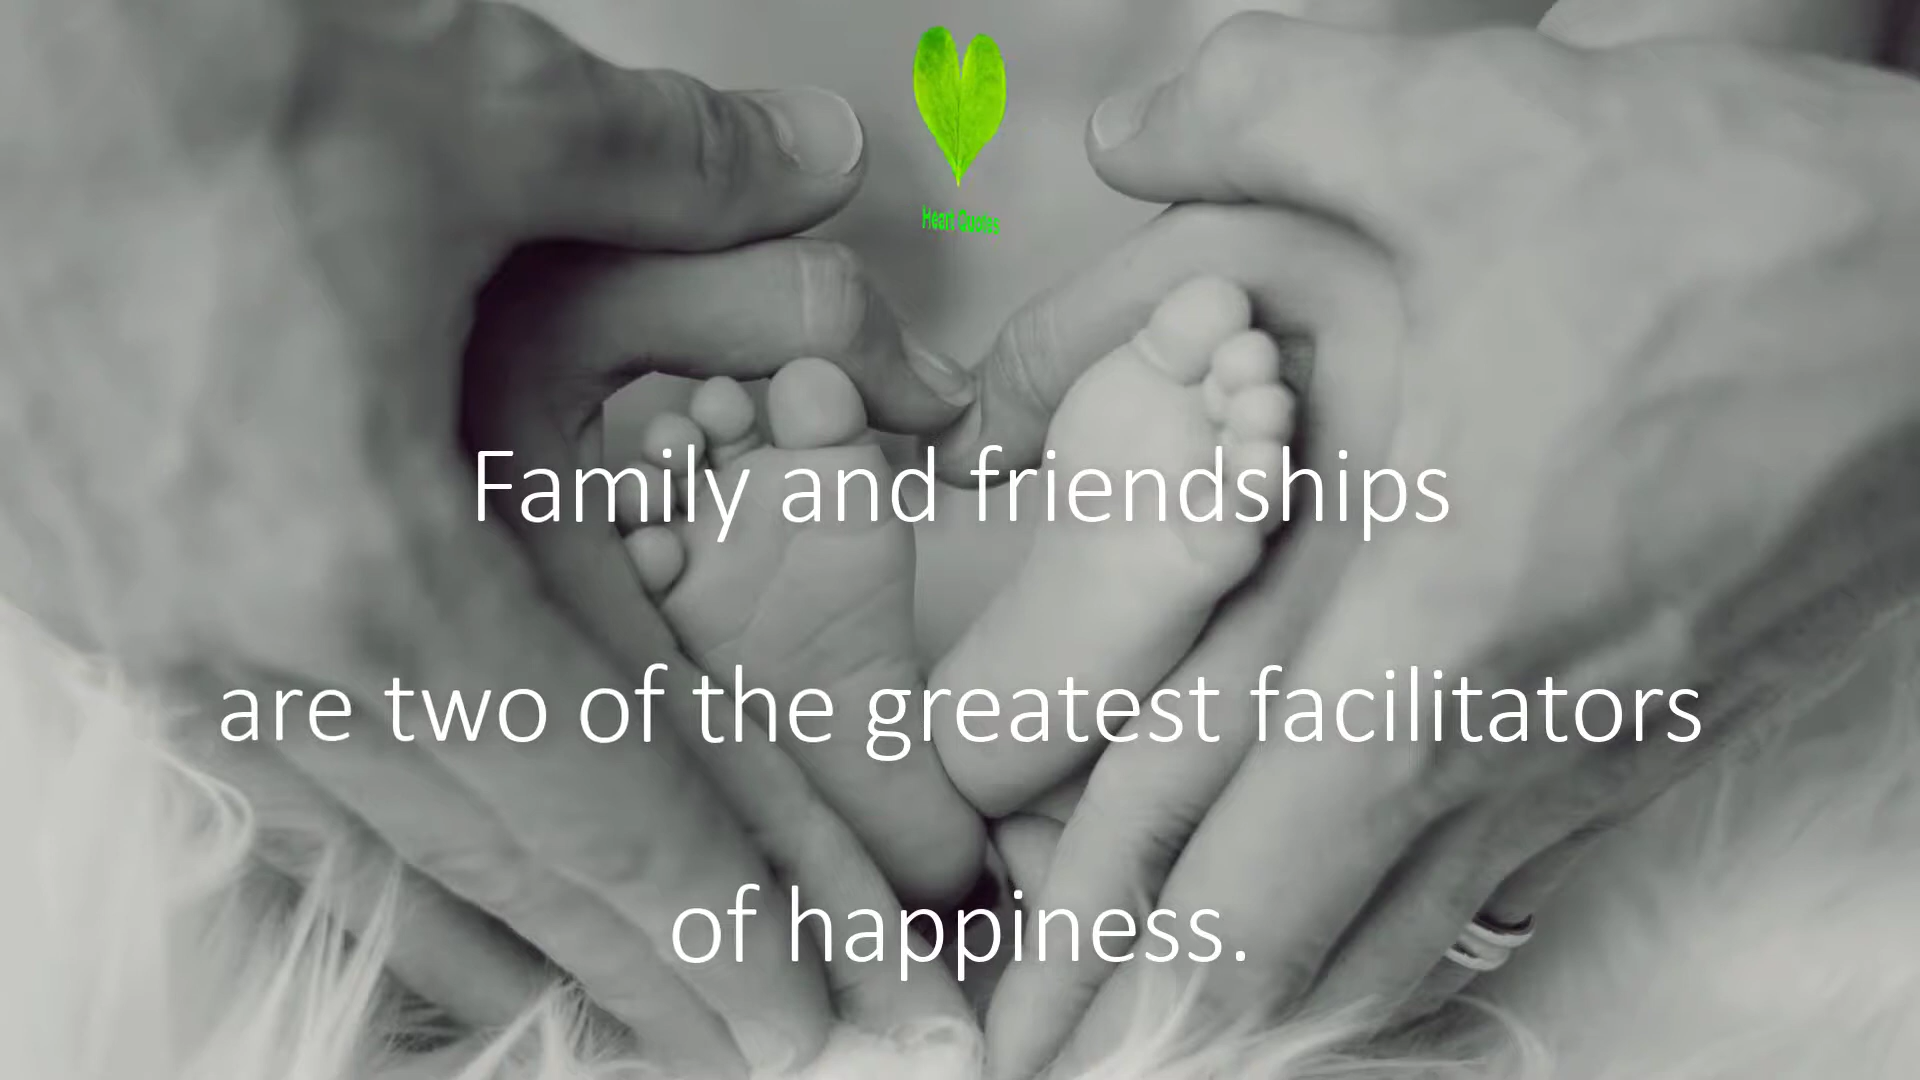 Heart Quotes
Family and friendships
are two of the greatest facilitators
of happiness.